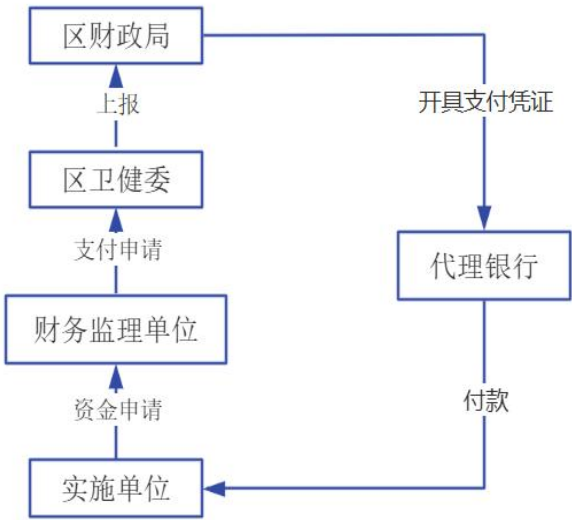 区财政局
上报
开具支付凭证
区卫健委
支付申请
代理银行
财务监理单位
资金申请
付款
实施单位